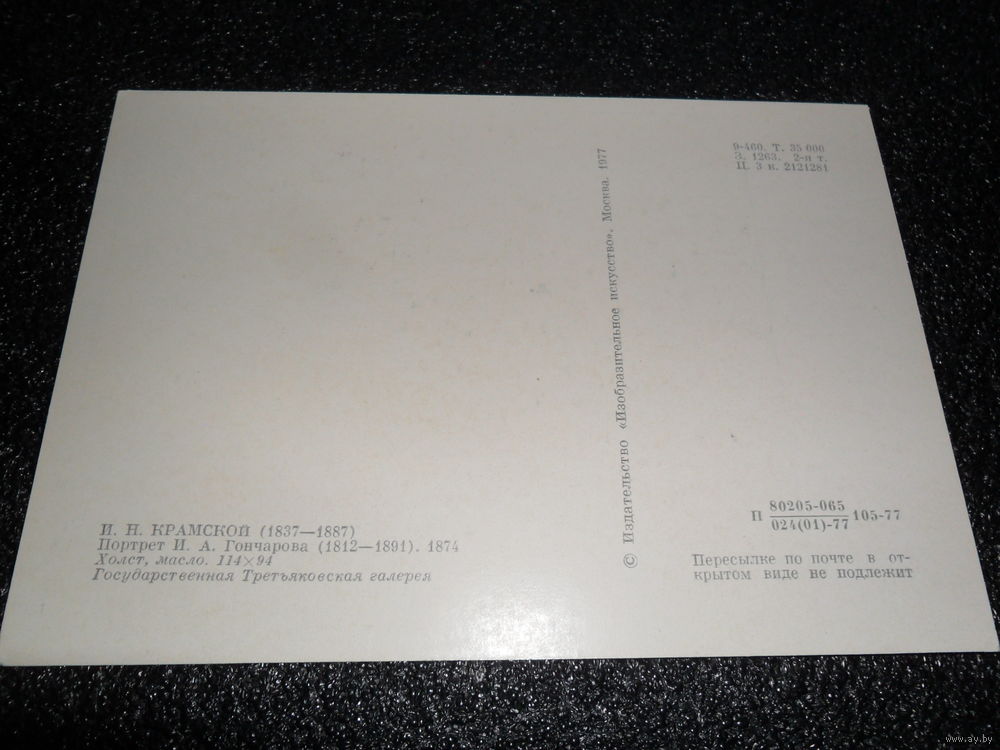 И. Н. КРАМСКОЙ (1837—1887)
Портрет И. А. Гончарова (1812—1891). 1874
Холст, масло. 114×94
Государственная Третьяковская галерея
© Издательство «Изобразительное искусство». Москва. 1977
9-460. Т. 35 000
З. 1263. 2-п т.
Ц. 3 к. 2121281
П 80205-065 105-77
024(01)-77
Пересылке по почте в от-
крытом виде не подлежит
www.ay.by